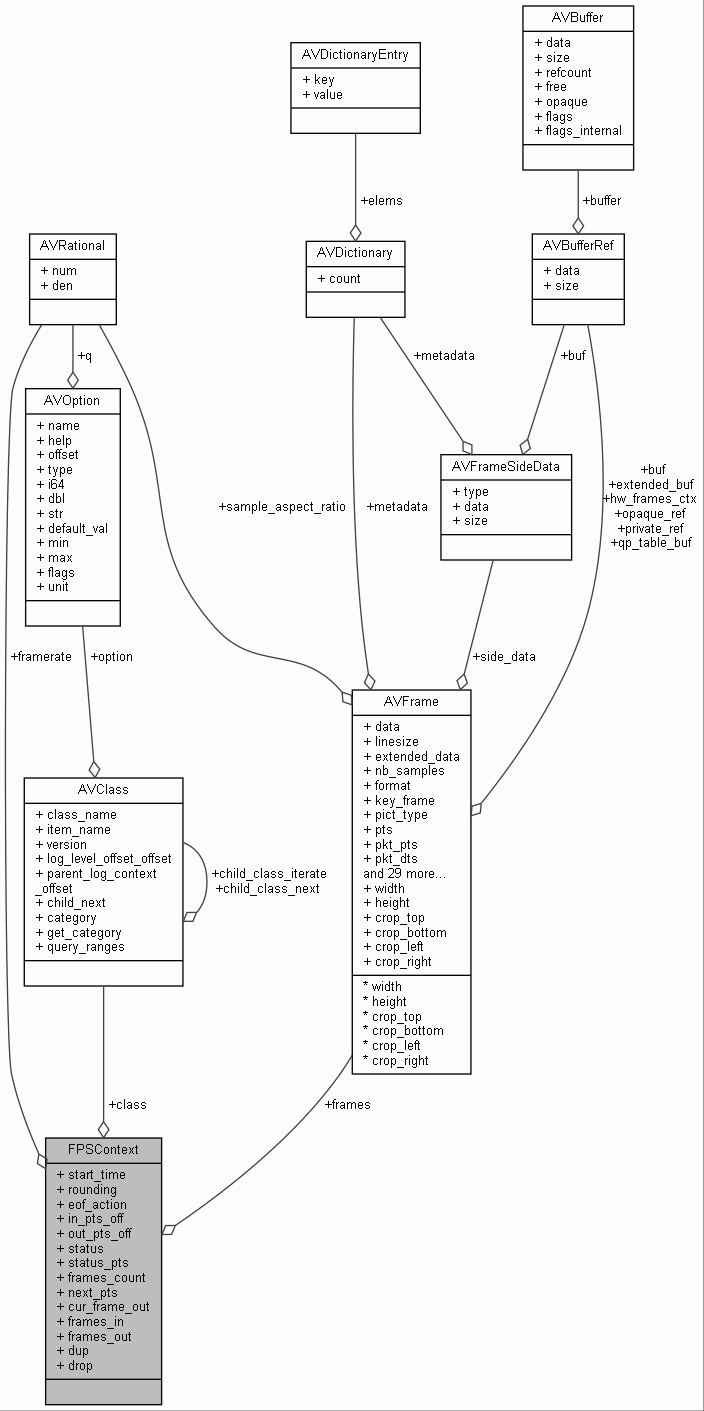 AVBuffer
+ data
+ size
+ refcount
+ free
+ opaque
+ flags
+ flags_internal
AVDictionaryEntry
+ key
+ value
+elems
+buffer
AVRational
+ num
+ den
AVDictionary
+ count
AVBufferRef
+ data
+ size
+q
+metadata
+buf
AVOption
+ name
+ help
+ offset
+ type
+ i64
+ dbl
+ str
+ default_val
+ min
+ max
+ flags
+ unit
AVFrameSideData
+ type
+ data
+ size
+sample_aspect_ratio
+metadata
+buf
+extended_buf
+hw_frames_ctx
+opaque_ref
+private_ref
+qp_table_buf
+framerate
+option
+side_data
AVClass
+ class_name
+ item_name
+ version
+ log_level_offset_offset
+ parent_log_context
_offset
+ child_next
+ category
+ get_category
+ query_ranges
+child_class_iterate
+child_class_next
AVFrame
+ data
+ linesize
+ extended_data
+ nb_samples
+ format
+ key_frame
+ pict_type
+ pts
+ pkt_pts
+ pkt_dts
and 29 more...
+ width
+ height
+ crop_top
+ crop_bottom
+ crop_left
+ crop_right
* width
* height
* crop_top
* crop_bottom
* crop_left
* crop_right
+class
+frames
FPSContext
+ start_time
+ rounding
+ eof_action
+ in_pts_off
+ out_pts_off
+ status
+ status_pts
+ frames_count
+ next_pts
+ cur_frame_out
+ frames_in
+ frames_out
+ dup
+ drop